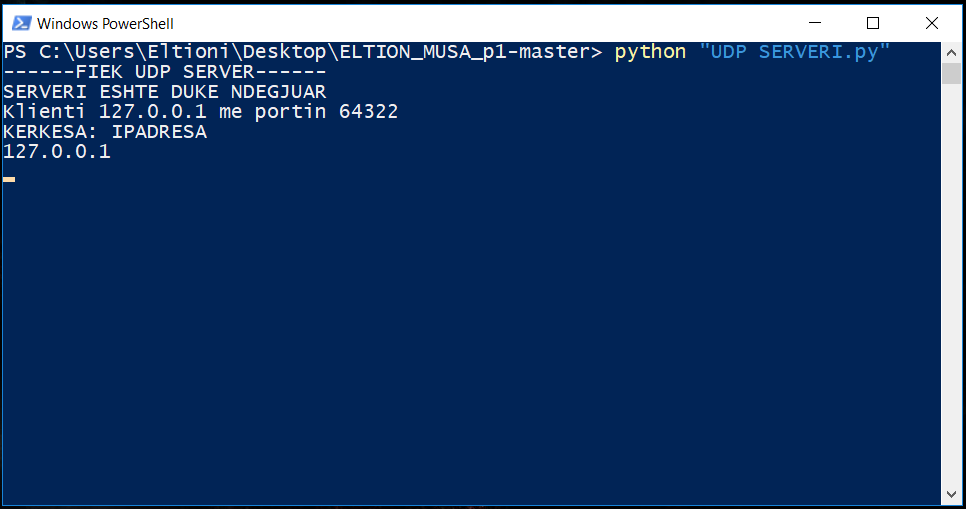 Windows PowerShell
PS C:\Users\Eltioni\Desktop\ELTION_MUSA_p1-master> python "UDP SERVERI.py"
------FIEK UDP SERVER------
SERVERI ESHTE DUKE NDEGJUAR
Klienti 127.0.0.1 me portin 64322
KERKESA: IPADRESA
127.0.0.1